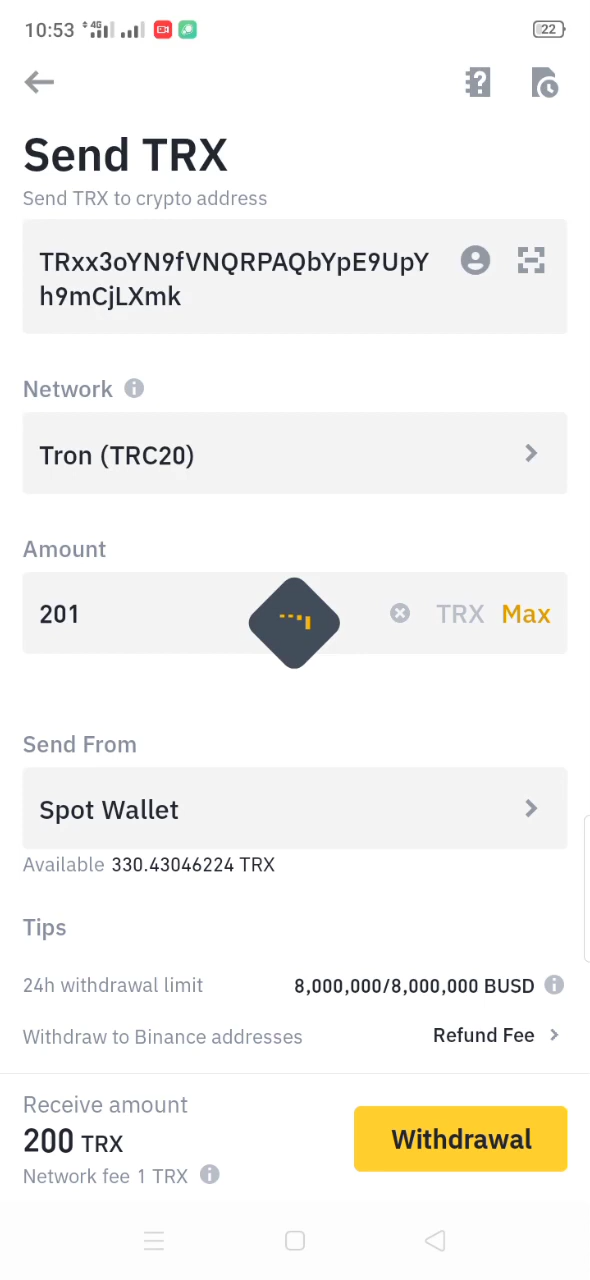 10:53 4G 22
Send TRX
Send TRX to crypto address
TRxx3oYN9fVNQRPAQbYpE9UpY
h9mCjLXmk
Network
Tron (TRC20)
Amount
201 TRX Max
Send From
Spot Wallet
Available 330.43046224 TRX
Tips
24h withdrawal limit 8,000,000/8,000,000 BUSD
Withdraw to Binance addresses Refund Fee
Receive amount
200 TRX
Network fee 1 TRX
Withdrawal